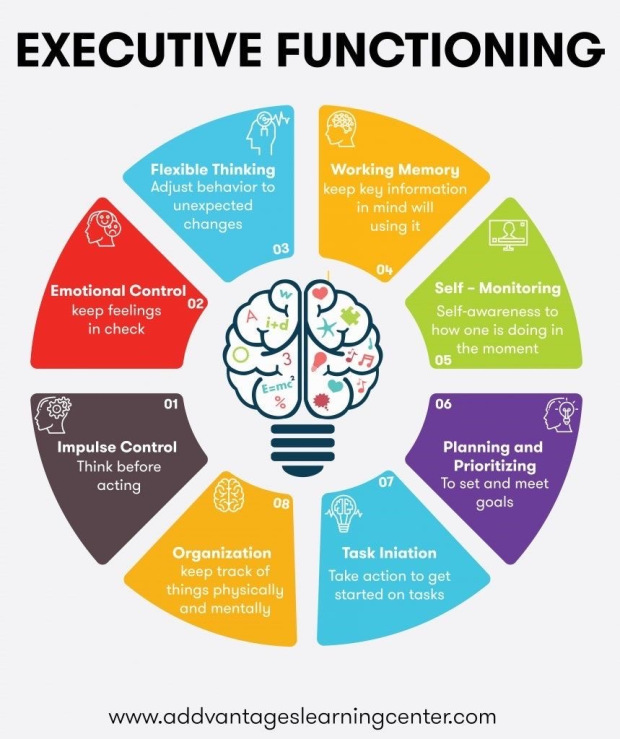 EXECUTIVE FUNCTIONING
Flexible Thinking
Adjust behavior to
unexpected
changes
03
Working Memory
keep key information
in mind will
using it
04
Emotional Control
keep feelings
in check
02
Self – Monitoring
Self-awareness to
how one is doing in
the moment
05
01
Impulse Control
Think before
acting
06
Planning and
Prioritizing
To set and meet
goals
08
Organization
keep track of
things physically
and mentally
07
Task Iniation
Take action to get
started on tasks
W
A
i+d
3
E=mc²
%
www.addvantageslearningcenter.com